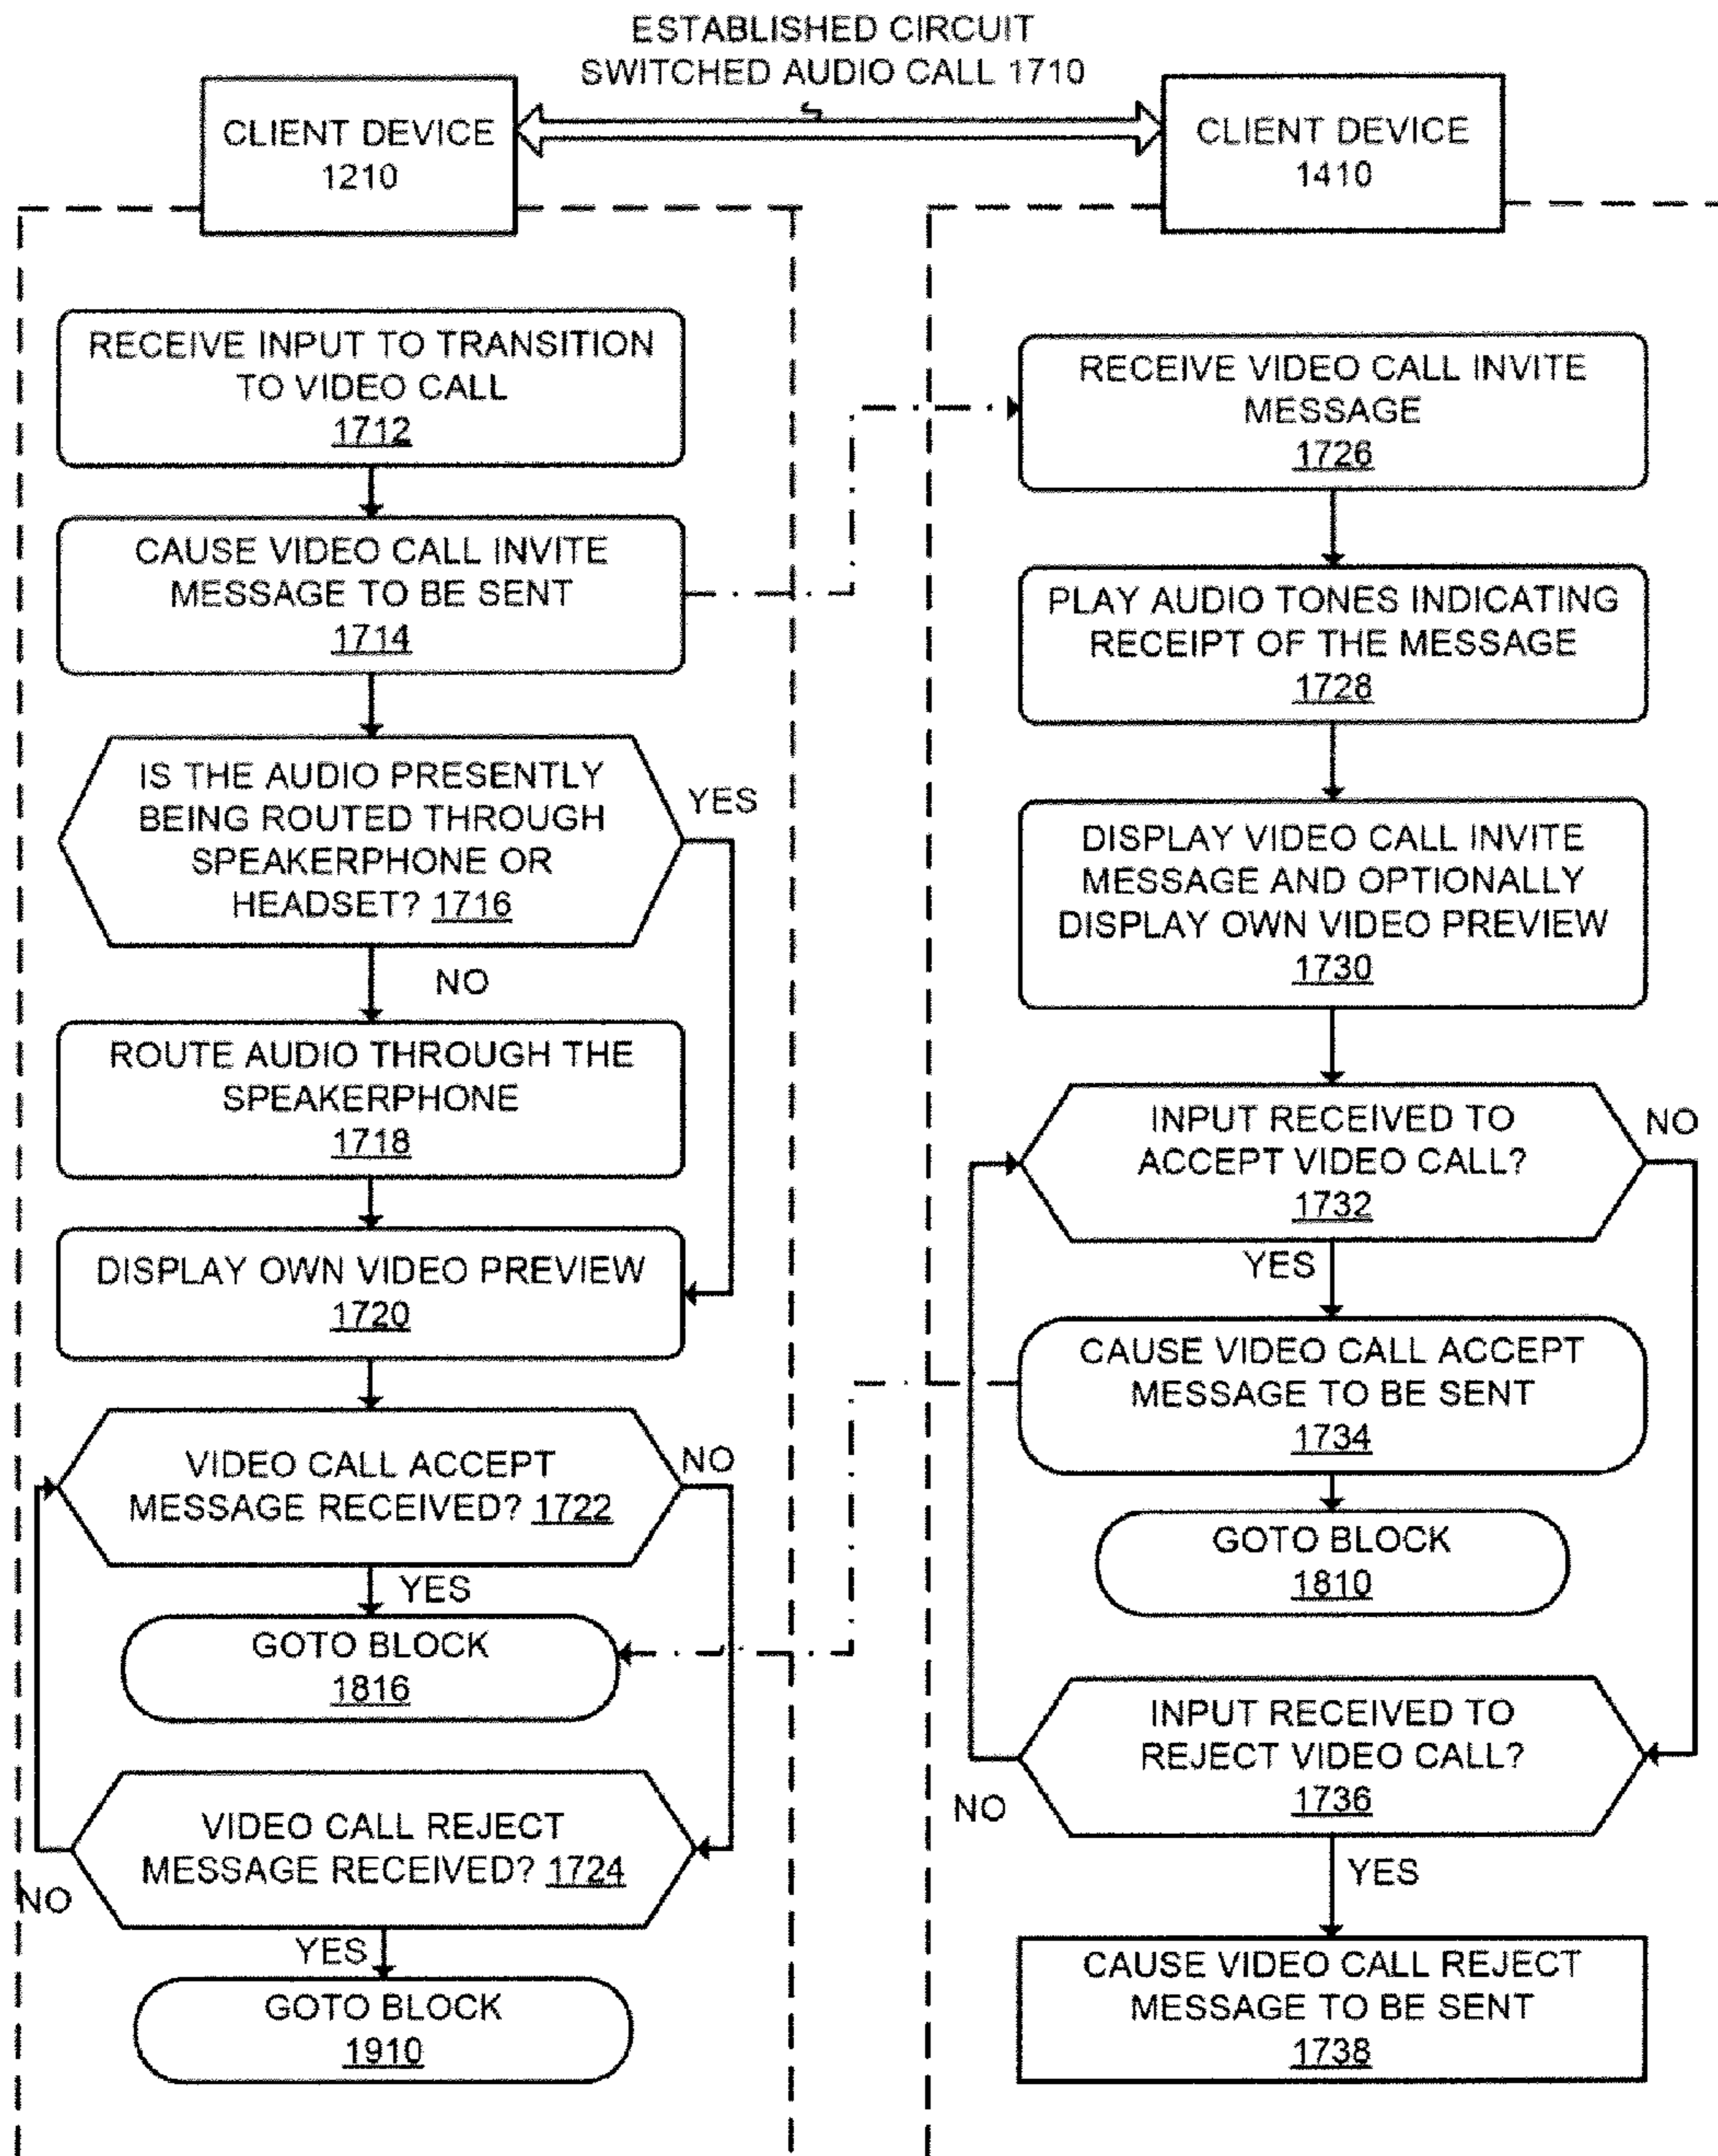 ESTABLISHED CIRCUIT
SWITCHED AUDIO CALL 1710
CLIENT DEVICE
1210
CLIENT DEVICE
1410
RECEIVE INPUT TO TRANSITION
TO VIDEO CALL
1712
CAUSE VIDEO CALL INVITE
MESSAGE TO BE SENT
1714
IS THE AUDIO PRESENTLY
BEING ROUTED THROUGH
SPEAKERPHONE OR
HEADSET? 1716
YES
NO
ROUTE AUDIO THROUGH THE
SPEAKERPHONE
1718
DISPLAY OWN VIDEO PREVIEW
1720
VIDEO CALL ACCEPT
MESSAGE RECEIVED? 1722
NO
YES
GOTO BLOCK
1816
VIDEO CALL REJECT
MESSAGE RECEIVED? 1724
NO
YES
GOTO BLOCK
1910
RECEIVE VIDEO CALL INVITE
MESSAGE
1726
PLAY AUDIO TONES INDICATING
RECEIPT OF THE MESSAGE
1728
DISPLAY VIDEO CALL INVITE
MESSAGE AND OPTIONALLY
DISPLAY OWN VIDEO PREVIEW
1730
INPUT RECEIVED TO
ACCEPT VIDEO CALL?
1732
NO
YES
CAUSE VIDEO CALL ACCEPT
MESSAGE TO BE SENT
1734
GOTO BLOCK
1810
INPUT RECEIVED TO
REJECT VIDEO CALL?
1736
NO
YES
CAUSE VIDEO CALL REJECT
MESSAGE TO BE SENT
1738